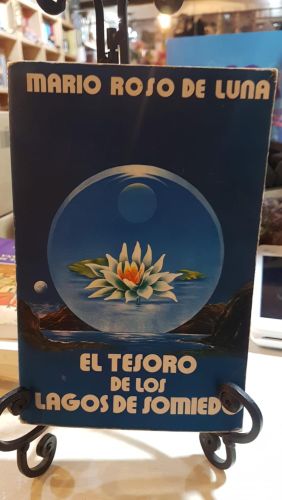 MARIO ROSO DE LUNA
EL TESORO
DE LOS
LAGOS DE SOMIEDO